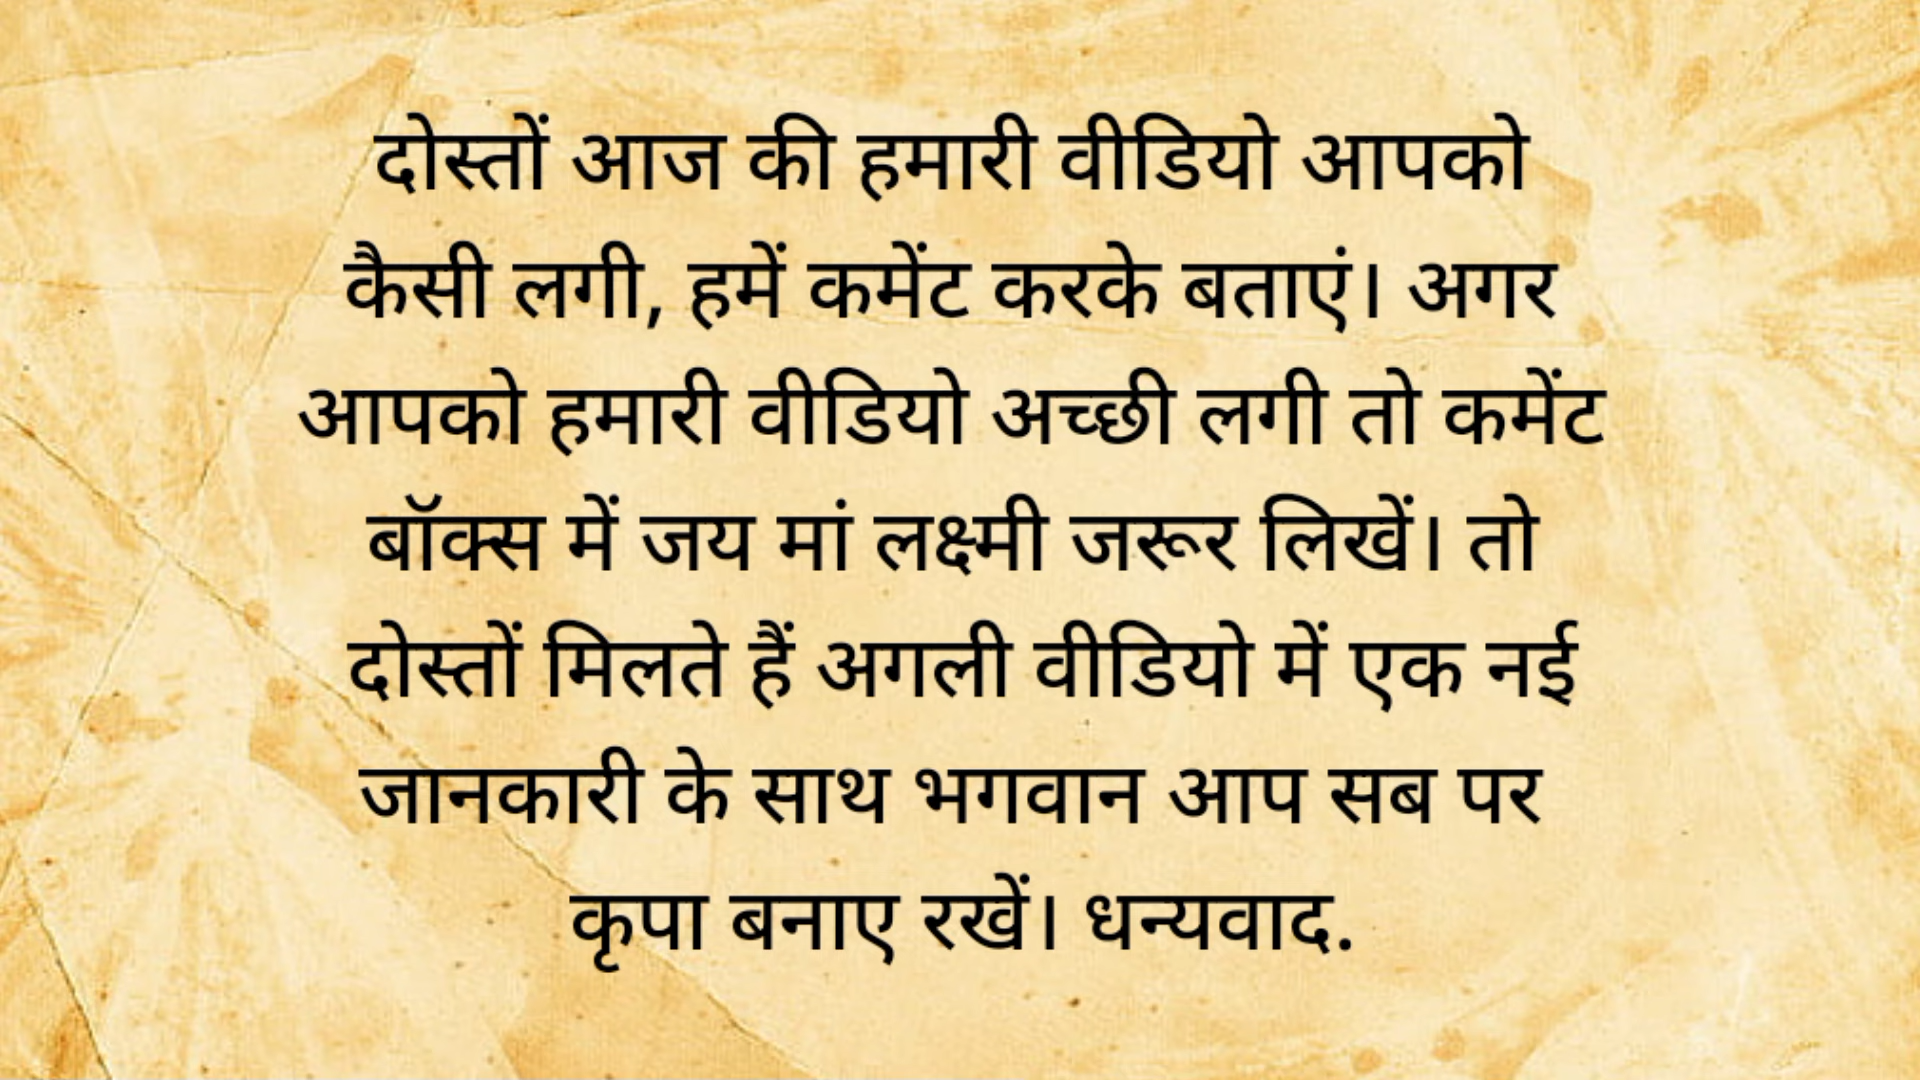 दोस्तों आज की हमारी वीडियो आपको
कैसी लगी, हमें कमेंट करके बताएं। अगर
आपको हमारी वीडियो अच्छी लगी तो कमेंट
बॉक्स में जय मां लक्ष्मी जरूर लिखें। तो
दोस्तों मिलते हैं अगली वीडियो में एक नई
जानकारी के साथ भगवान आप सब पर
कृपा बनाए रखें। धन्यवाद.